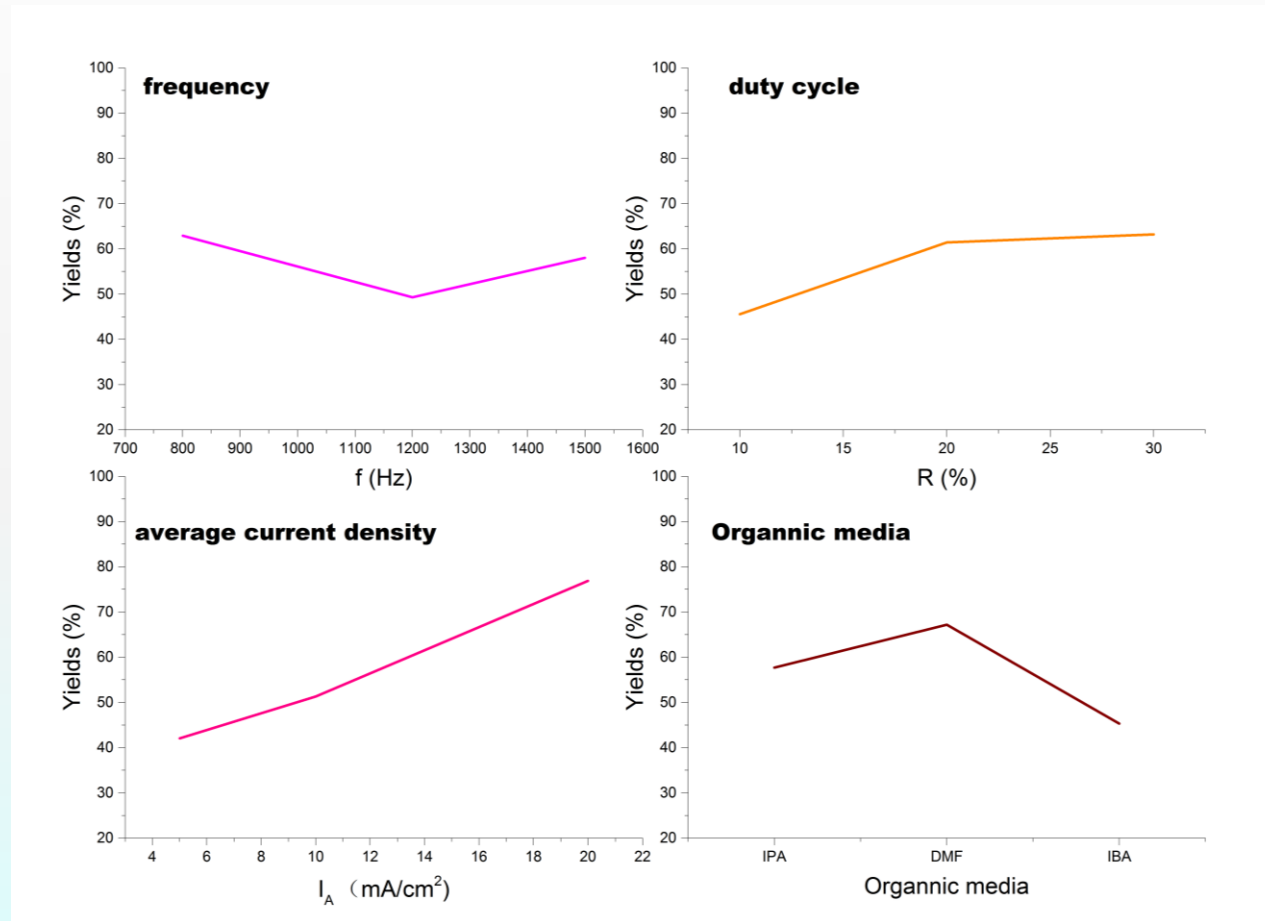 frequency
100
90
80
70
60
50
40
30
20
Yields (%)
700 800 900 1000 1100 1200 1300 1400 1500 1600
f (Hz)
duty cycle
100
90
80
70
60
50
40
30
20
Yields (%)
10 15 20 25 30
R (%)
average current density
100
90
80
70
60
50
40
30
20
Yields (%)
4 6 8 10 12 14 16 18 20 22
I_A （mA/cm²)
Organnic media
100
90
80
70
60
50
40
30
20
Yields (%)
IPA DMF IBA
Organnic media